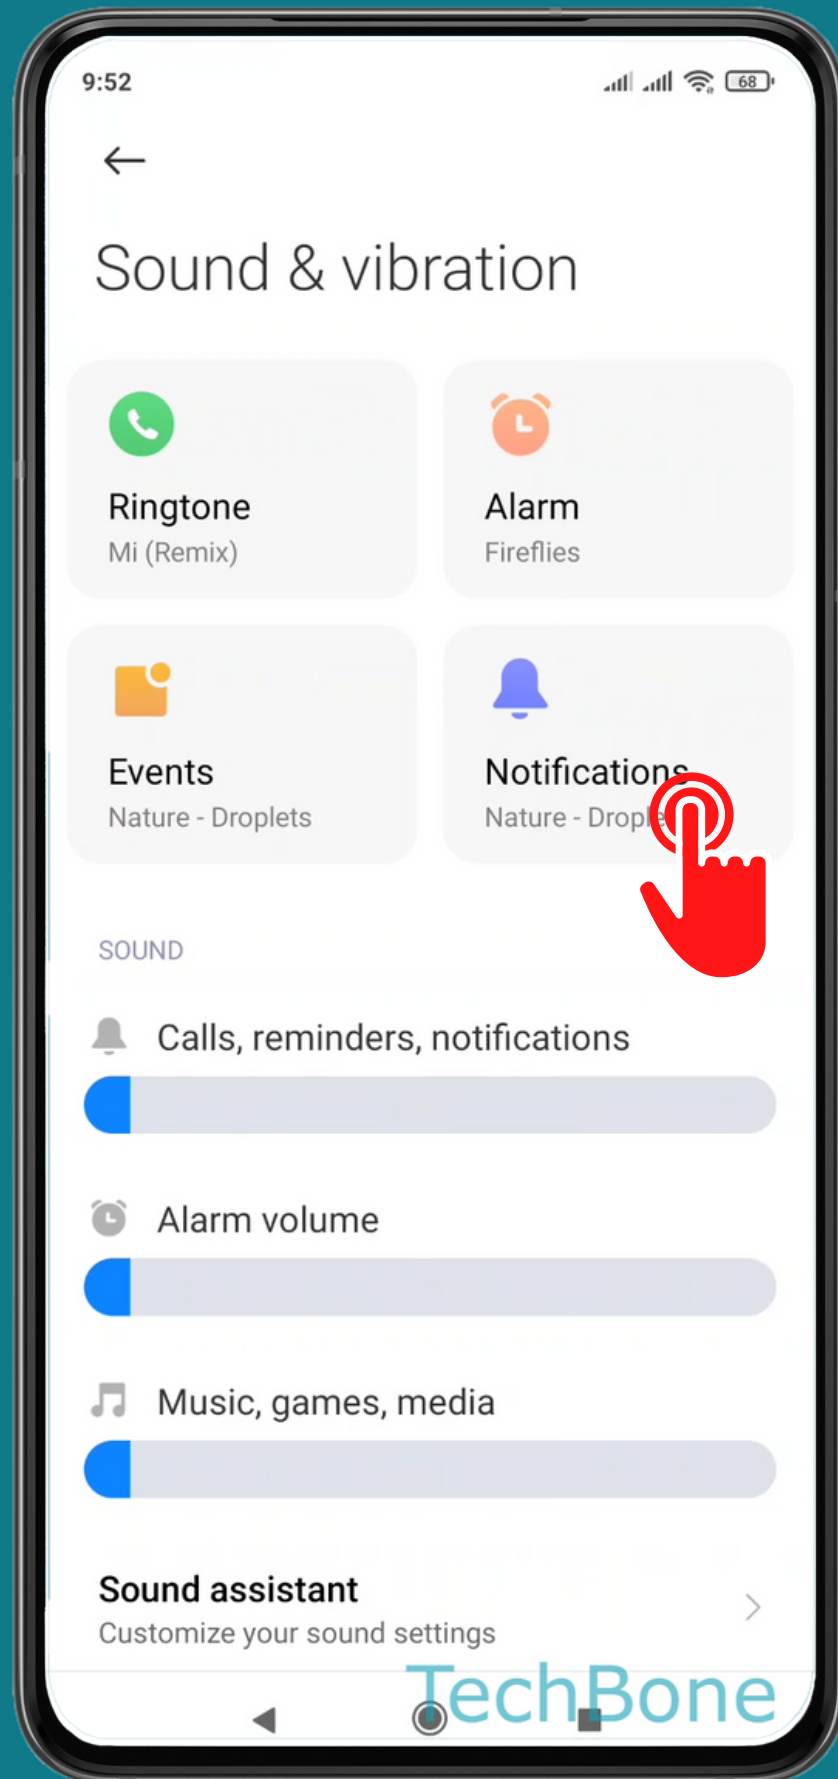 9:52
68
Sound & vibration
Ringtone
Mi (Remix)
Alarm
Fireflies
Events
Nature - Droplets
Notifications
Nature -
SOUND
Calls, reminders, notifications
Alarm volume
Music, games, media
Sound assistant
Customize your sound settings
TechBone